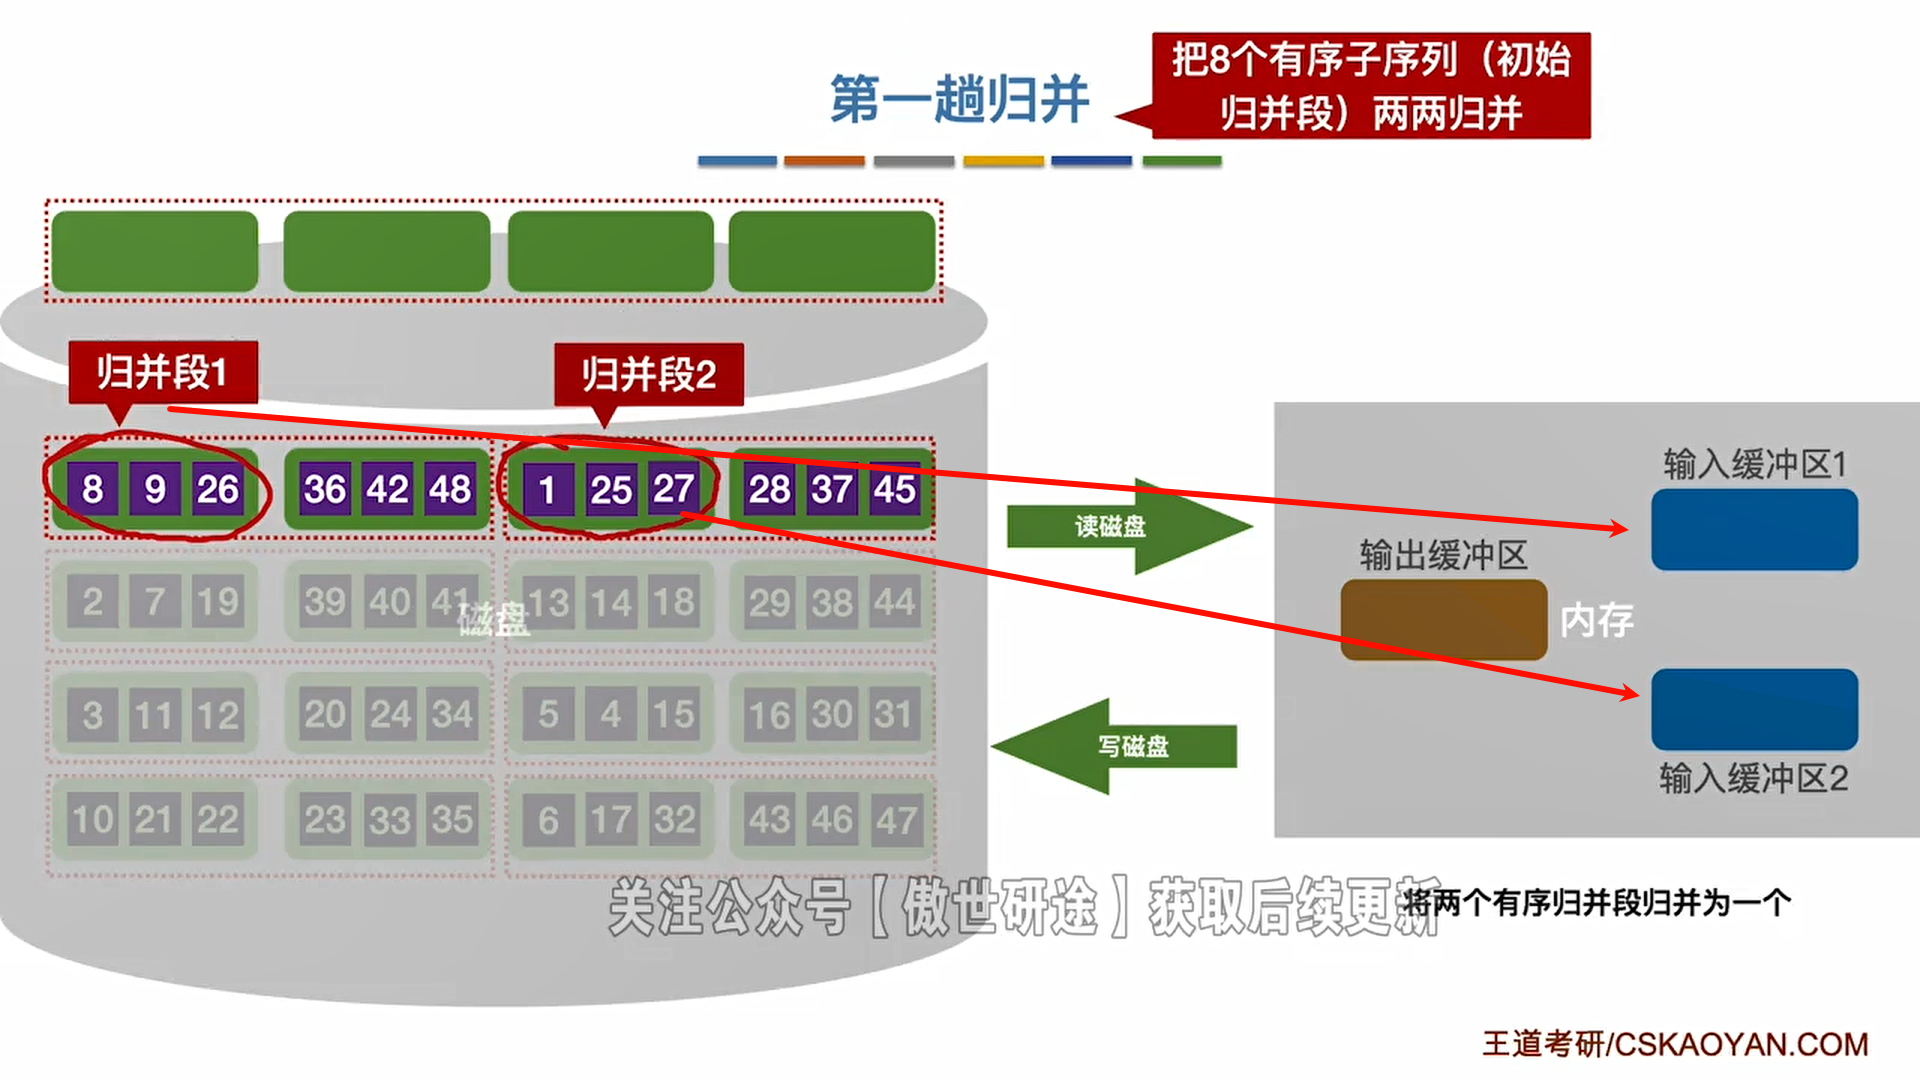 第一趟归并
把8个有序子序列（初始
归并段）两两归并
归并段1
归并段2
8 9 26 36 42 48 1 25 27 28 37 45
2 7 19 39 40 41 13 14 18 29 38 44
磁盘
3 11 12 20 24 34 5 4 15 16 30 31
10 21 22 23 33 35 6 17 32 43 46 47
读磁盘
写磁盘
输入缓冲区1
输出缓冲区
内存
输入缓冲区2
关注公众号【傲世研途】获取后续更新
将两个有序归并段归并为一个
王道考研/CSKAOYAN.COM